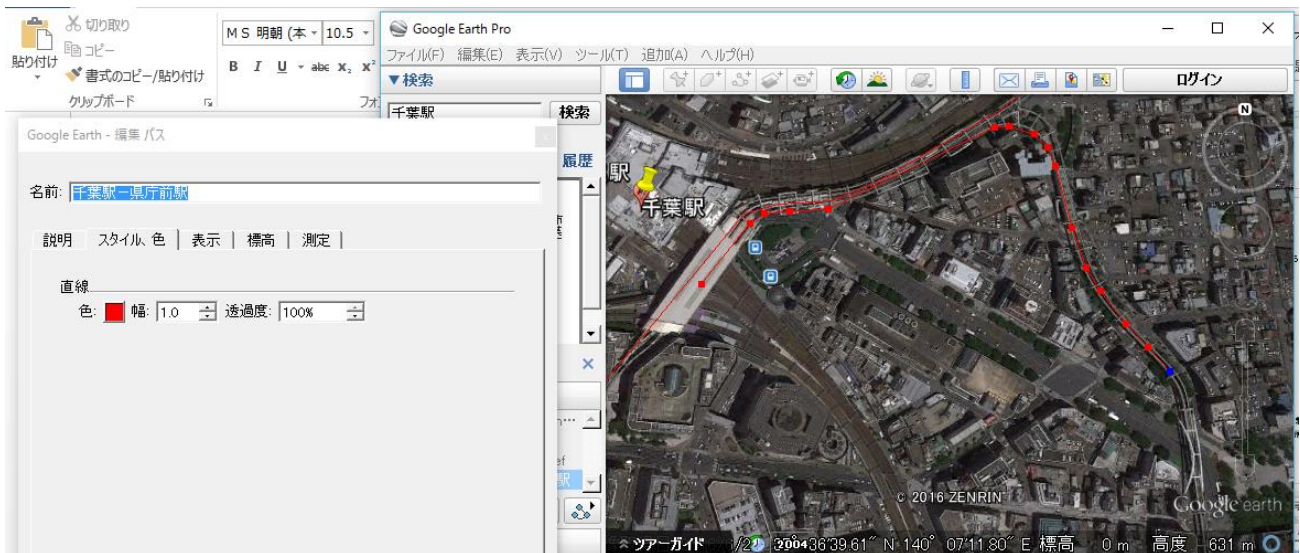 切り取り
コピー
書式のコピー/貼り付け
貼り付け
クリップボード
MS 明朝 (本 10.5
B I U abc X₂ X²
フォ
Google Earth Pro
ファイル(F) 編集(E) 表示(V) ツール(T) 追加(A) ヘルプ(H)
▼検索
千葉駅 検索
履歴
ログイン
Google Earth - 編集 パス
名前: 千葉駅ー県庁前駅
説明 スタイル、色 表示 標高 測定
直線
色: 幅: 1.0 透過度: 100%
N
駅
千葉駅
© 2016 ZENRIN
Google earth
ツアーガイド 2004 36'39.61" N 140° 07'11.80" E 標高 0 m 高度 631 m